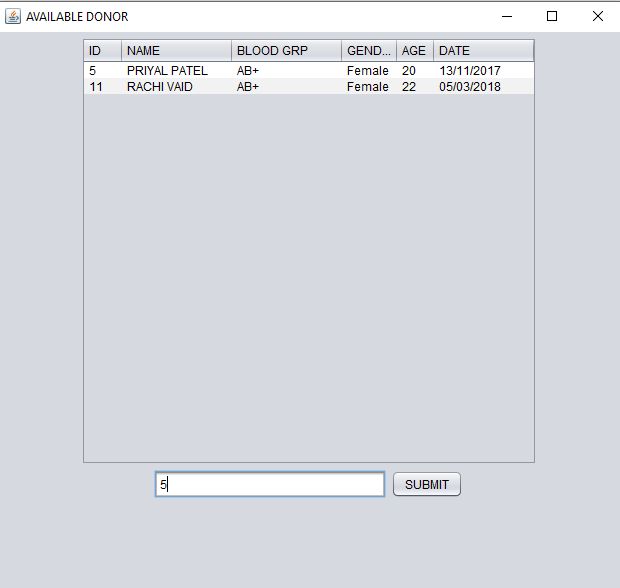 AVAILABLE DONOR
ID NAME BLOOD GRP GEND... AGE DATE
5 PRIYAL PATEL AB+ Female 20 13/11/2017
11 RACHI VAID AB+ Female 22 05/03/2018
5 SUBMIT